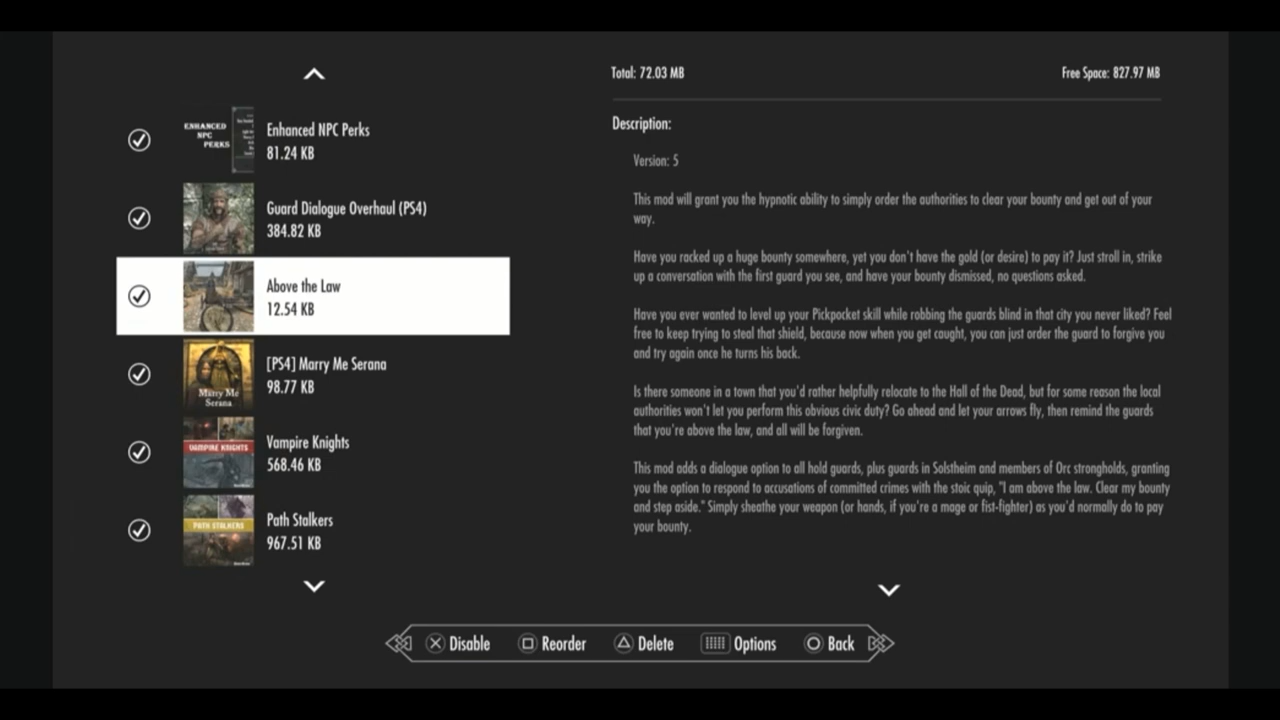 Total: 72.03 MB
Free Space: 827.97 MB
ENHANCED
NPC
PERKS
Enhanced NPC Perks
81.24 KB
Guard Dialogue Overhaul (PS4)
384.82 KB
Above the Law
12.54 KB
Marry Me
Serana
[PS4] Marry Me Serana
98.77 KB
VAMPIRE KNIGHTS
Vampire Knights
568.46 KB
PATH STALKERS
Path Stalkers
967.51 KB
Description:
Version: 5
This mod will grant you the hypnotic ability to simply order the authorities to clear your bounty and get out of your
way.
Have you racked up a huge bounty somewhere, yet you don't have the gold (or desire) to pay it? Just stroll in, strike
up a conversation with the first guard you see, and have your bounty dismissed, no questions asked.
Have you ever wanted to level up your Pickpocket skill while robbing the guards blind in that city you never liked? Feel
free to keep trying to steal that shield, because now when you get caught, you can just order the guard to forgive you
and try again once he turns his back.
Is there someone in a town that you'd rather helpfully relocate to the Hall of the Dead, but for some reason the local
authorities won't let you perform this obvious civic duty? Go ahead and let your arrows fly, then remind the guards
that you're above the law, and all will be forgiven.
This mod adds a dialogue option to all hold guards, plus guards in Solstheim and members of Orc strongholds, granting
you the option to respond to accusations of committed crimes with the stoic quip, "I am above the law. Clear my bounty
and step aside." Simply sheathe your weapon (or hands, if you're a mage or fist-fighter) as you'd normally do to pay
your bounty.
Disable
Reorder
Delete
Options
Back